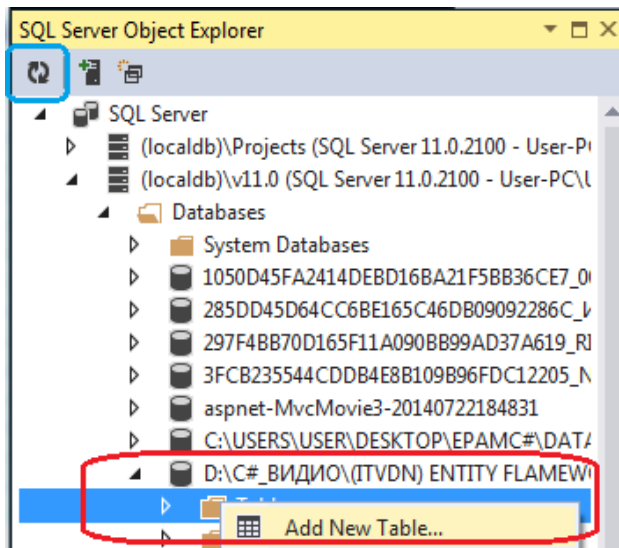 SQL Server Object Explorer
SQL Server
(localdb)\Projects (SQL Server 11.0.2100 - User-P
(localdb)\v11.0 (SQL Server 11.0.2100 - User-PC\
Databases
System Databases
1050D45FA2414DEBD16BA21F5BB36CE7_0
285DD45D64CC6BE165C46DB09092286C_И
297F4BB70D165F11A090BB99AD37A619_RI
3FCB235544CDDB4E8B109B96FDC12205_N
aspnet-MvcMovie3-20140722184831
C:\USERS\USER\DESKTOP\EPAMC#\DATA
D:\C#_ВИДИО\(ITVDN) ENTITY FLAMEW
Add New Table...